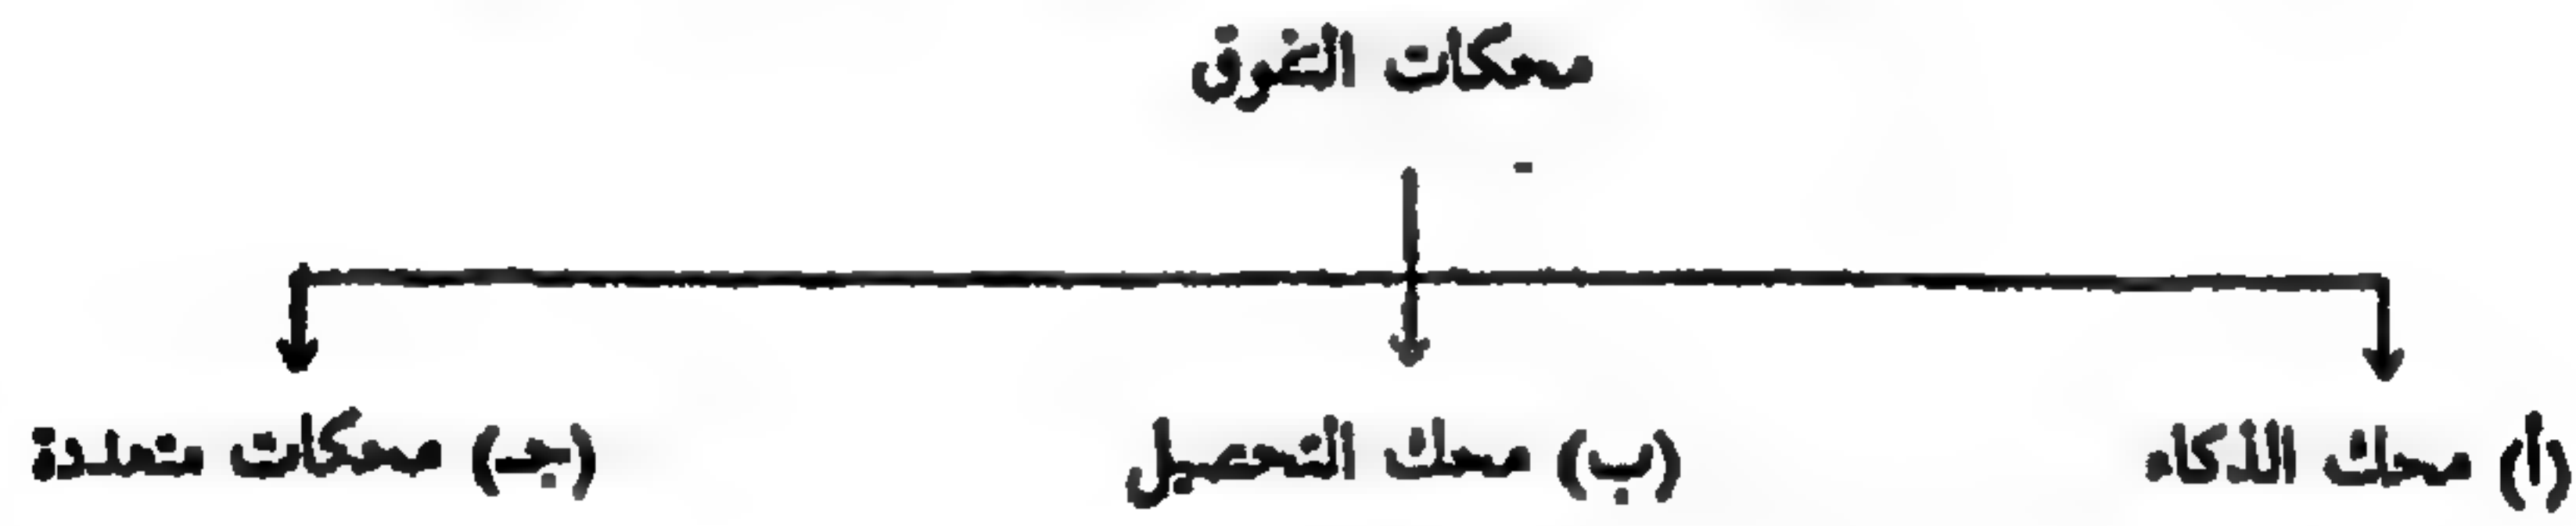 محكات التفوق
(أ) محك الذكاء
(ب) محك التحصيل
(جـ) محكات متعددة